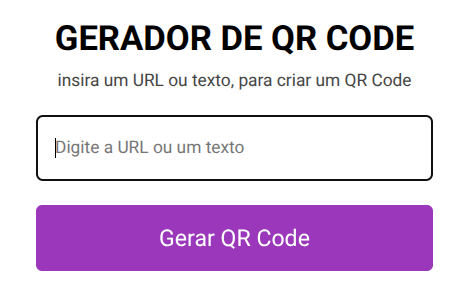 GERADOR DE QR CODE
insira um URL ou texto, para criar um QR Code
Digite a URL ou um texto
Gerar QR Code